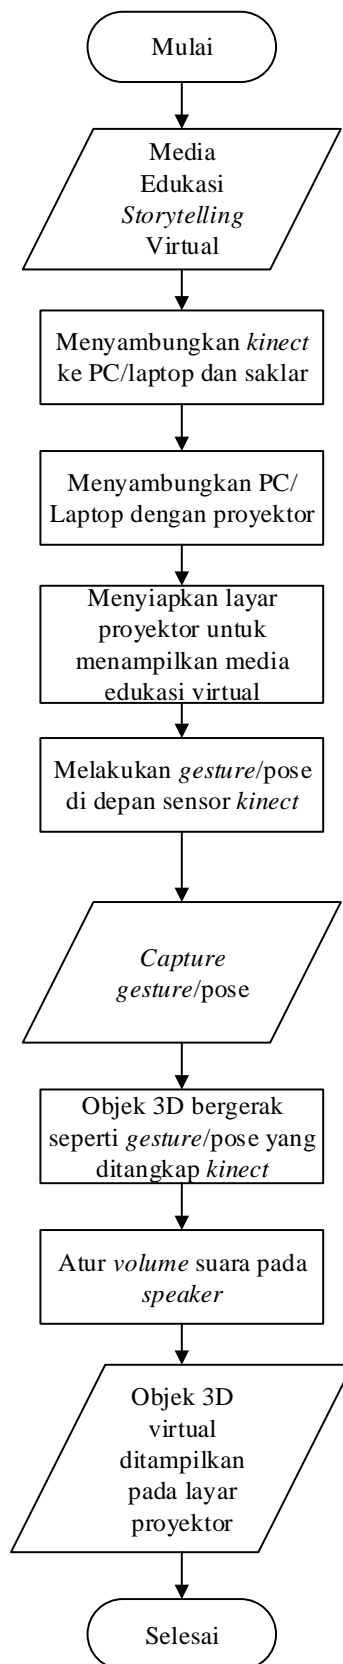 Mulai
Media
Edukasi
Storytelling
Virtual
Menyambungkan kinect
ke PC/laptop dan saklar
Menyambungkan PC/
Laptop dengan proyektor
Menyiapkan layar
proyektor untuk
menampilkan media
edukasi virtual
Melakukan gesture/pose
di depan sensor kinect
Capture
gesture/pose
Objek 3D bergerak
seperti gesture/pose yang
ditangkap kinect
Atur volume suara pada
speaker
Objek 3D
virtual
ditampilkan
pada layar
proyektor
Selesai